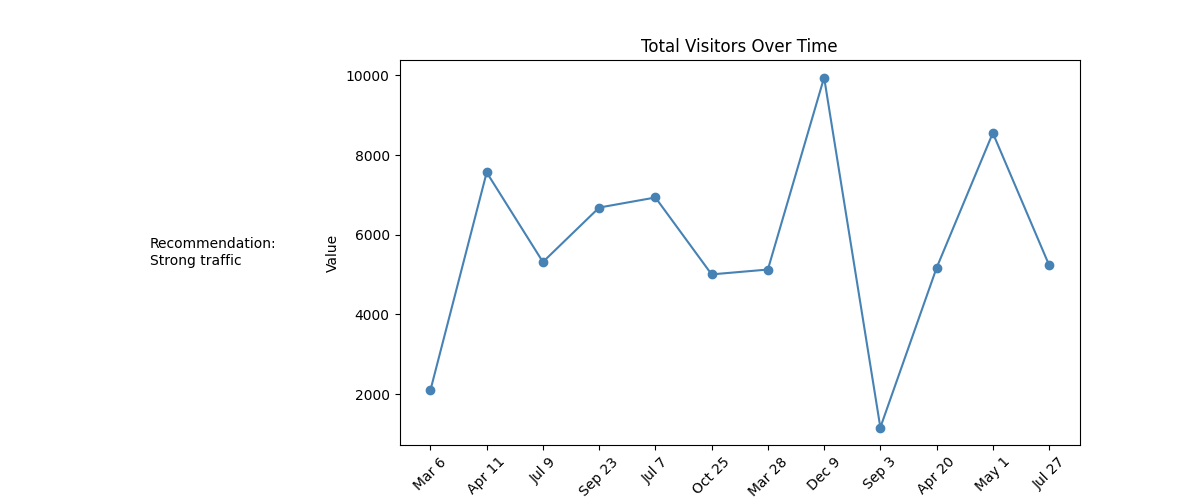 Total Visitors Over Time
Recommendation:
Strong traffic
Value
10000
8000
6000
4000
2000
Mar 6
Apr 11
Jul 9
Sep 23
Jul 7
Oct 25
Mar 28
Dec 9
Sep 3
Apr 20
May 1
Jul 27